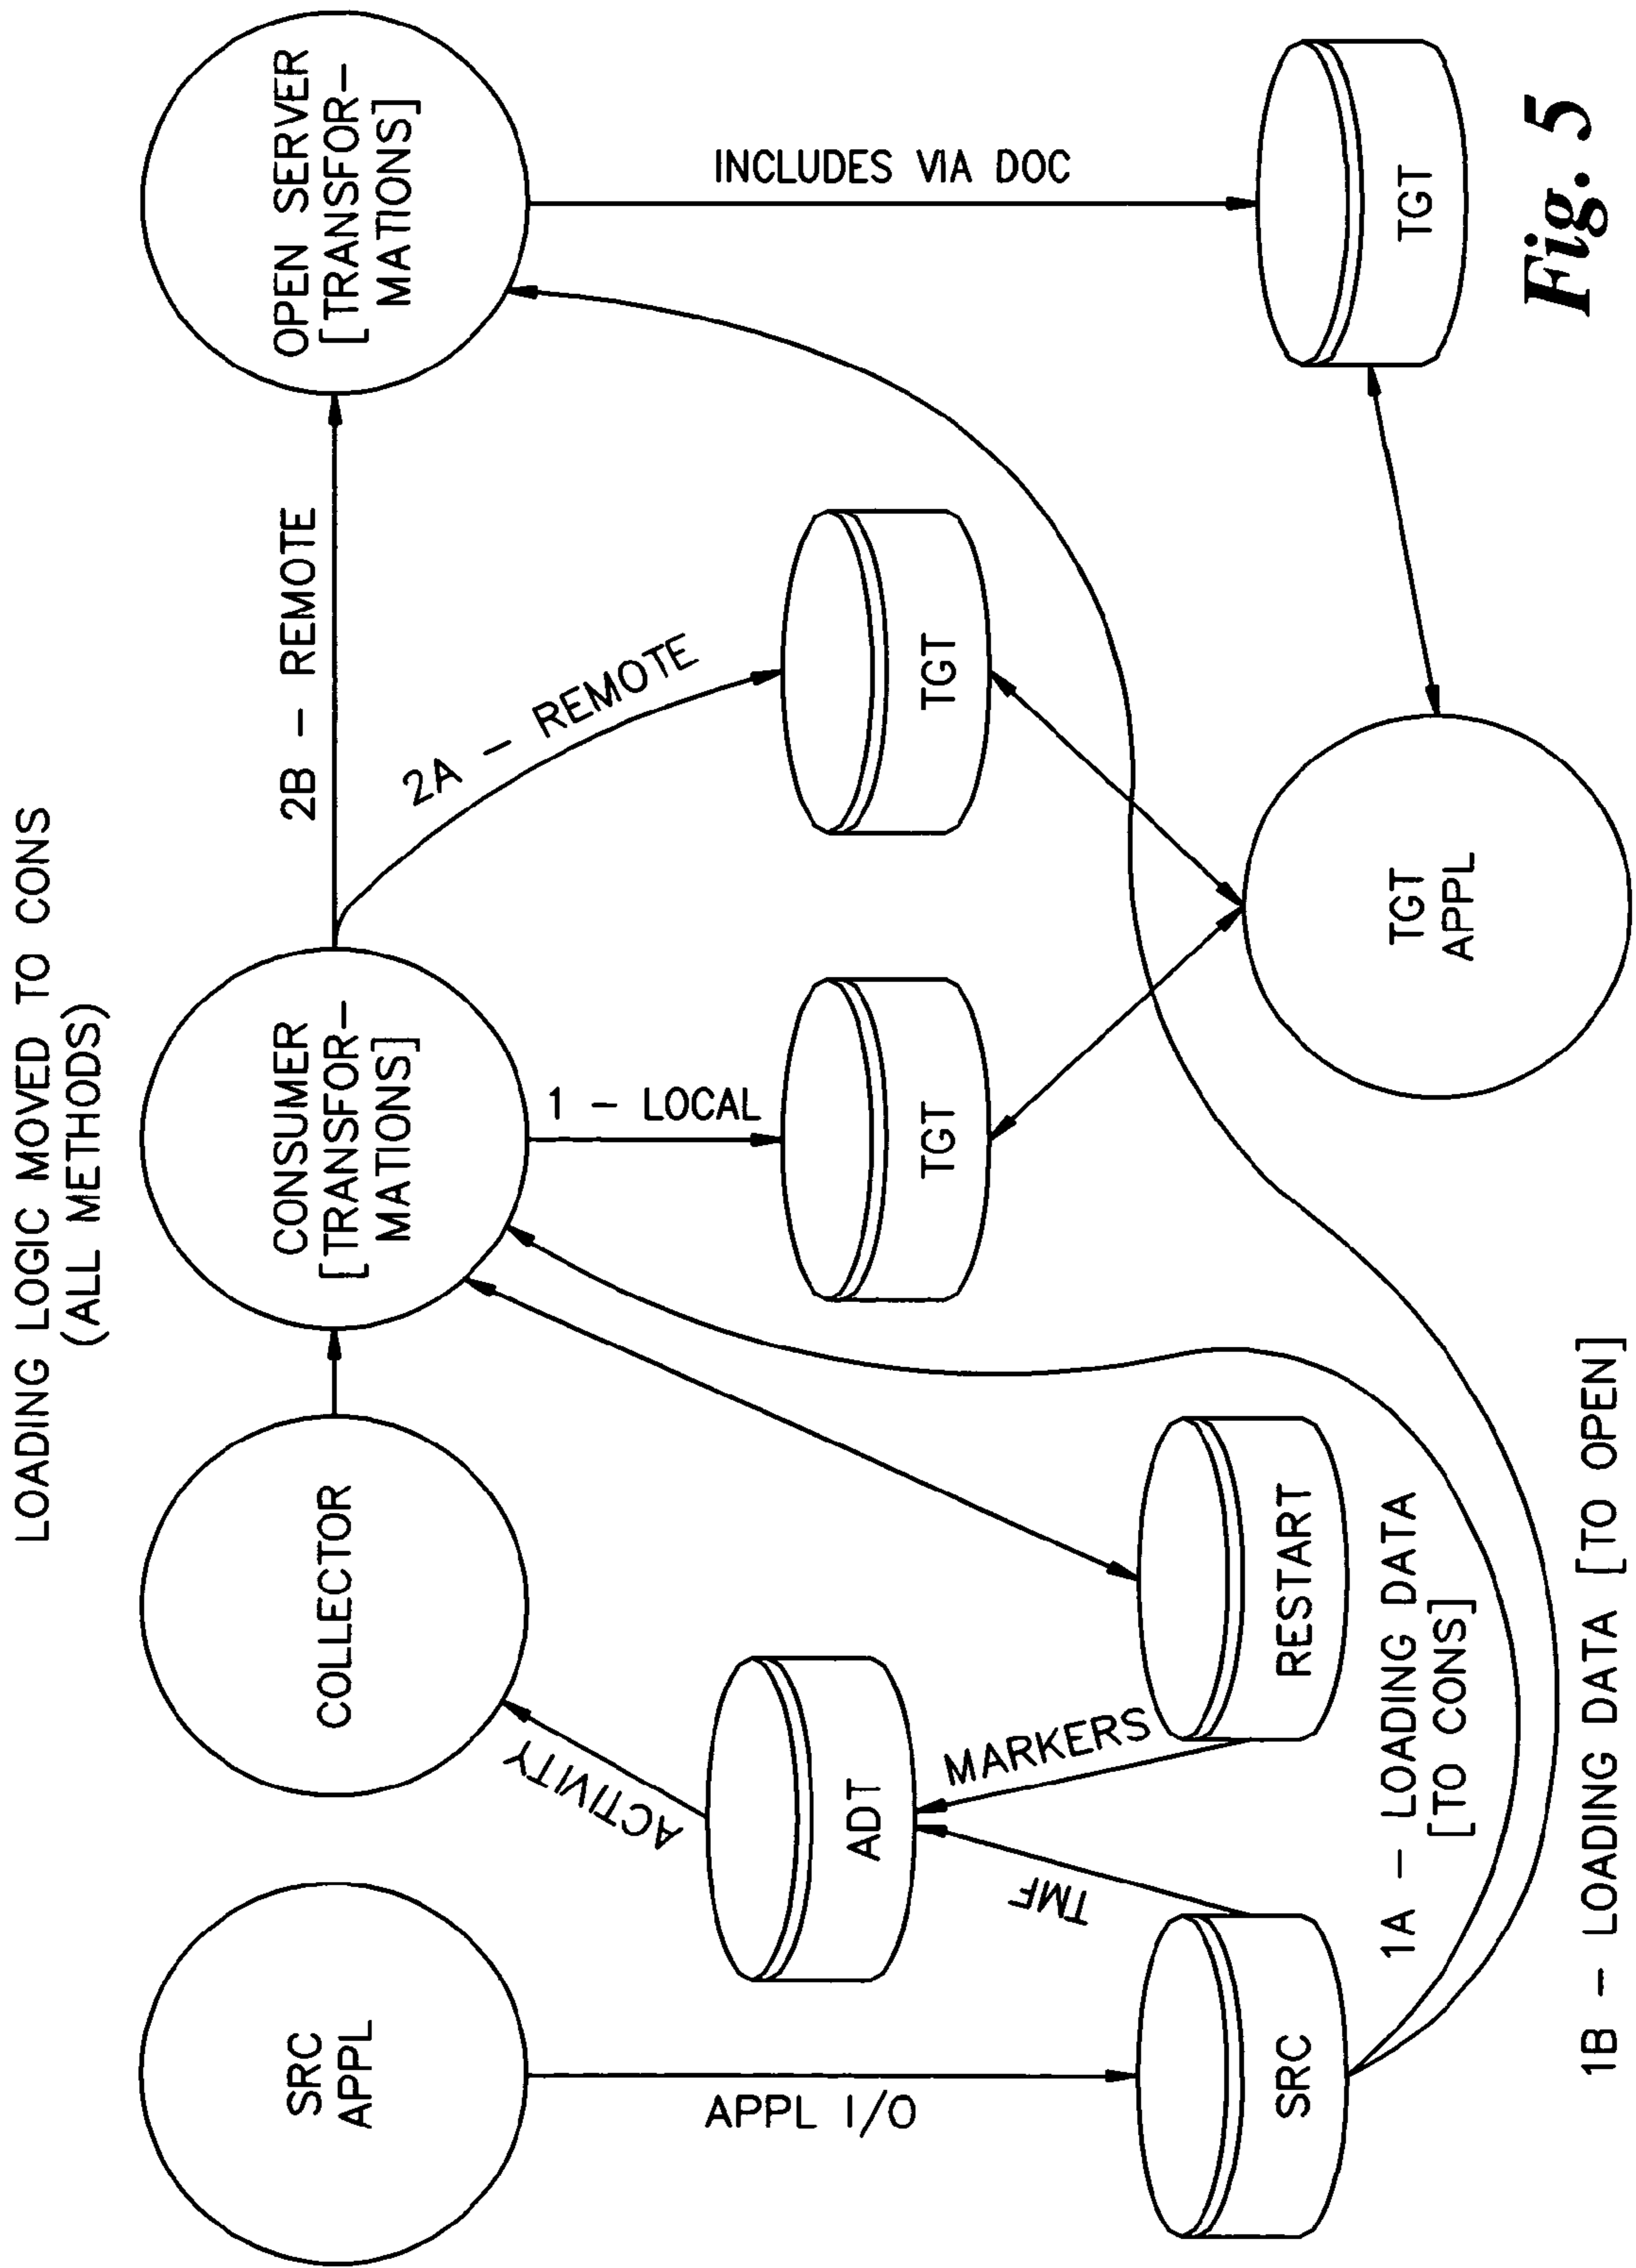 LOADING LOGIC MOVED TO CONS
(ALL METHODS)
SRC
APPL
COLLECTOR
CONSUMER
[TRANSFOR-
MATIONS]
2B - REMOTE
OPEN SERVER
[TRANSFOR-
MATIONS]
ACTIVITY
1 - LOCAL
2A - REMOTE
INCLUDES VIA DOC
APPL I/O
ADT
TGT
TGT
TMF
MARKERS
SRC
RESTART
TGT
APPL
TGT
1A - LOADING DATA
[TO CONS]
1B - LOADING DATA [TO OPEN]
Fig. 5